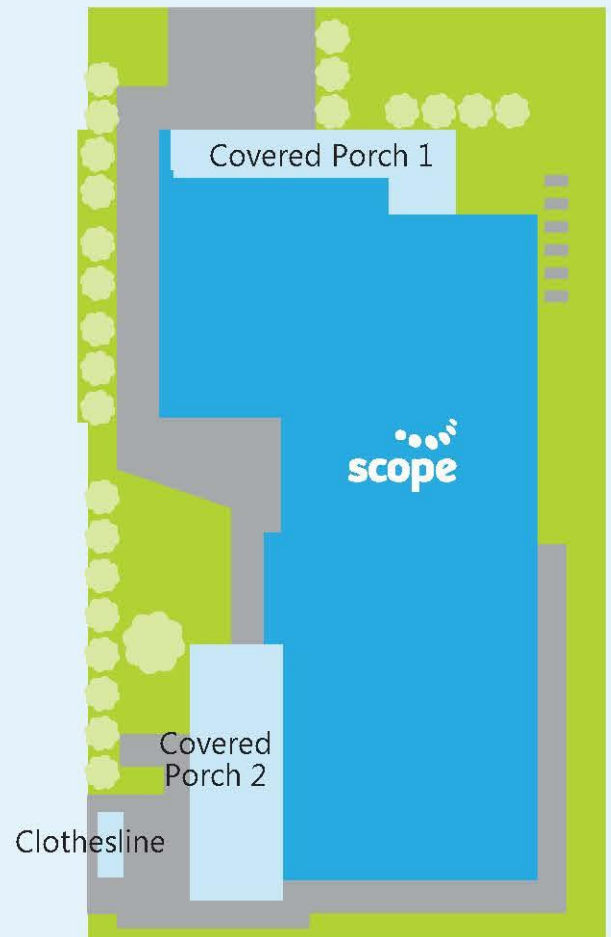 Covered Porch 1
scope
Covered
Porch 2
Clothesline